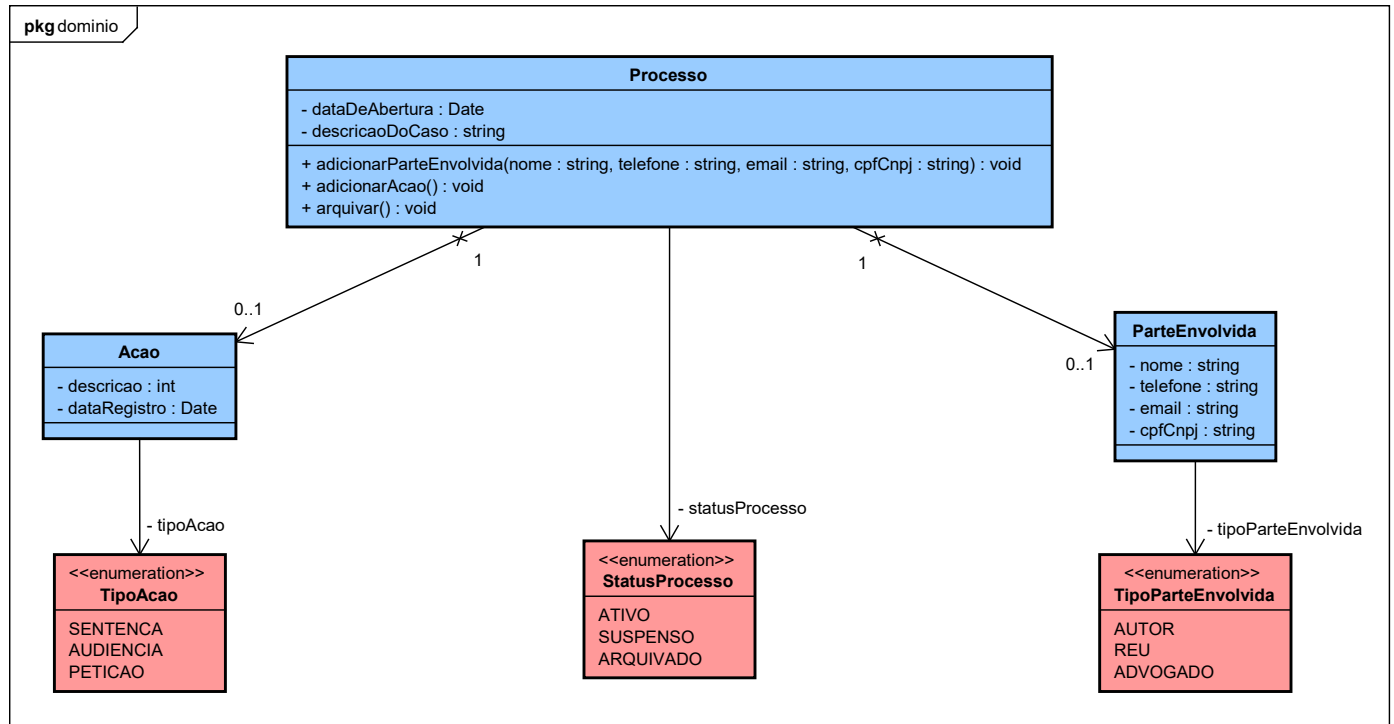 pkg dominio
Processo
- dataDeAbertura : Date
- descricaoDoCaso : string
+ adicionarParteEnvolvida(nome : string, telefone : string, email : string, cpfCnpj : string) : void
+ adicionarAcao() : void
+ arquivar() : void
1
1
0..1
0..1
Acao
- descricao : int
- dataRegistro : Date
ParteEnvolvida
- nome : string
- telefone : string
- email : string
- cpfCnpj : string
- tipoAcao
- statusProcesso
- tipoParteEnvolvida
<<enumeration>>
TipoAcao
SENTENCA
AUDIENCIA
PETICAO
<<enumeration>>
StatusProcesso
ATIVO
SUSPENSO
ARQUIVADO
<<enumeration>>
TipoParteEnvolvida
AUTOR
REU
ADVOGADO